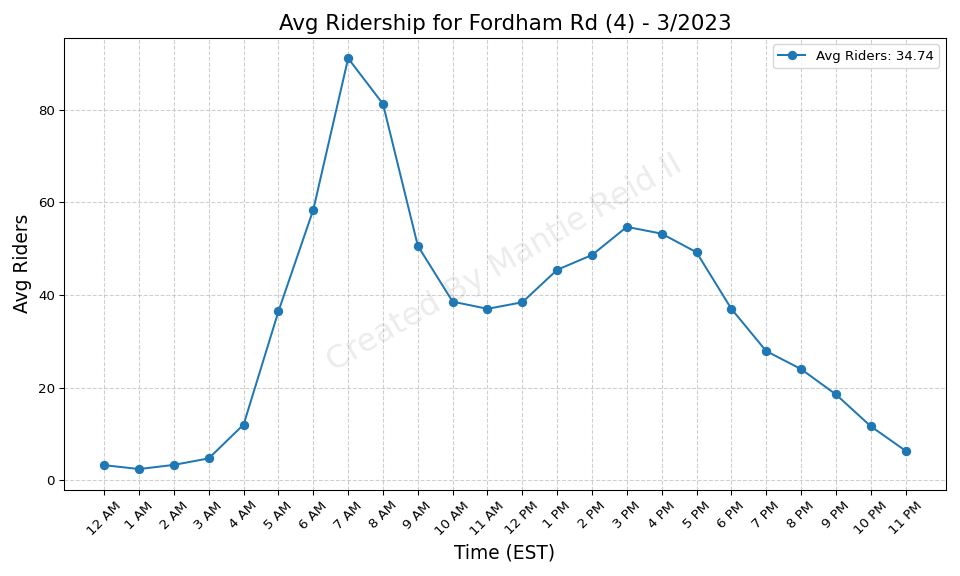 Avg Ridership for Fordham Rd (4) - 3/2023
Avg Riders: 34.74
Avg Riders
80
60
40
20
0
Created By Mantie Reid II
12 AM
1 AM
2 AM
3 AM
4 AM
5 AM
6 AM
7 AM
8 AM
9 AM
10 AM
11 AM
12 PM
1 PM
2 PM
3 PM
4 PM
5 PM
6 PM
7 PM
8 PM
9 PM
10 PM
11 PM
Time (EST)